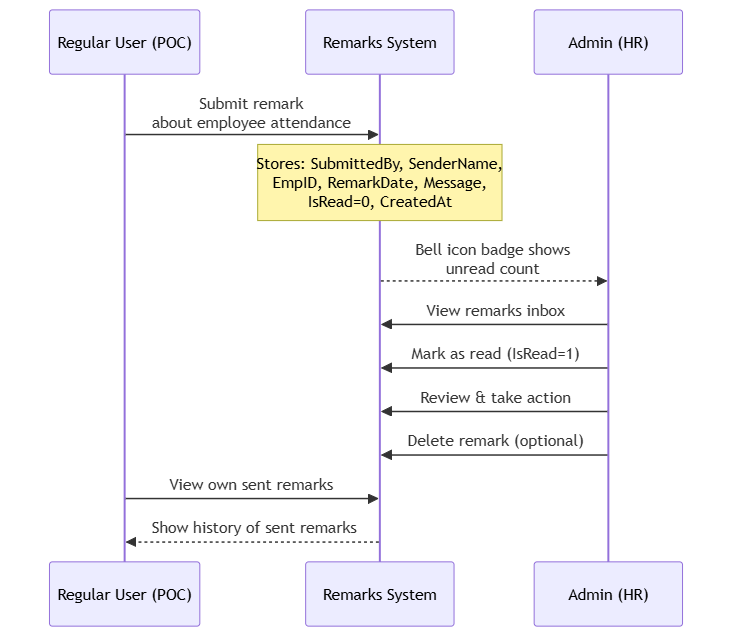 Regular User (POC)
Remarks System
Admin (HR)
Submit remark
about employee attendance
Stores: SubmittedBy, SenderName,
EmpID, RemarkDate, Message,
IsRead=0, CreatedAt
Bell icon badge shows
unread count
View remarks inbox
Mark as read (IsRead=1)
Review & take action
Delete remark (optional)
View own sent remarks
Show history of sent remarks
Regular User (POC)
Remarks System
Admin (HR)